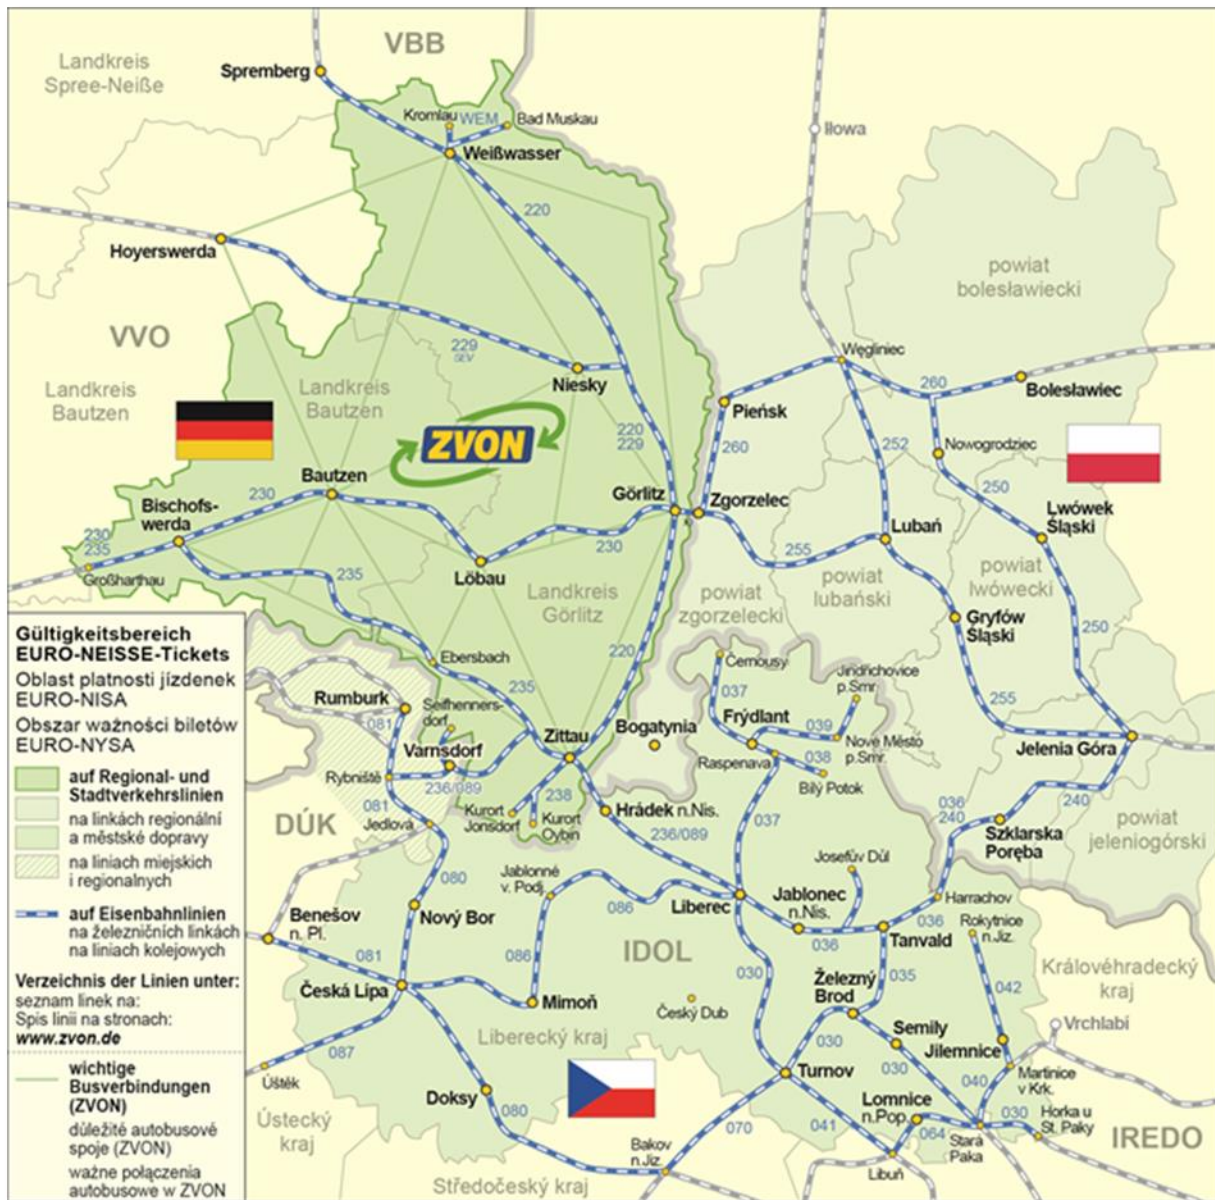 VBB
Landkreis
Spree-Neiße
Spremberg
Kromlau
WEM
Bad Muskau
Weißwasser
Iłowa
220
Hoyerswerda
powiat
bolesławiecki
VVO
229
SEV
Węgliniec
Landkreis
Bautzen
Landkreis
Bautzen
Niesky
260
Bolesławiec
Pieńsk
ZVON
220
229
260
252
Nowogrodziec
Bautzen
230
Görlitz
Zgorzelec
250
Bischofs-
werda
Lwówek
Śląski
Lubań
230
235
230
255
Großharthau
235
Löbau
Landkreis
Görlitz
powiat
zgorzelecki
powiat
lubański
powiat
lwówecki
Gryfów
Śląski
250
220
Ebersbach
Černousy
Jindřichovice
p.Smr.
235
037
Rumburk
081
Seifhenners-
dorf
Bogatynia
Frýdlant
039
255
Varnsdorf
Zittau
Nové Město
p.Smr.
Jelenia Góra
Raspenava
038
Rybniště
236/089
Bílý Potok
238
240
081
Kurort
Jonsdorf
Kurort
Oybin
Hrádek n.Nis.
036
240
DÚK
Jedlová
236/089
037
Szklarska
Poręba
powiat
jeleniogórski
Josefův Důl
Jablonné
v. Podj.
080
Harrachov
086
Liberec
Jablonec
n.Nis.
Benešov
n. Pl.
Nový Bor
036
Rokytnice
n.Jiz.
036
Tanvald
081
086
IDOL
030
035
Královéhradecký
kraj
Železný
Brod
042
Česká Lípa
Mimoň
Český Dub
Semily
Vrchlabí
Liberecký kraj
030
Jilemnice
087
030
Úštěk
Turnov
040
Martinice
v Krk.
Doksy
Lomnice
n.Pop.
Ústecký
kraj
080
070
041
064
030
Horka u
St. Paky
Stará
Paka
IREDO
Bakov
n.Jiz.
Libuň
Středočeský kraj
Gültigkeitsbereich
EURO-NEISSE-Tickets
Oblast platnosti jízdenek
EURO-NISA
Obszar ważności biletów
EURO-NYSA
auf Regional- und
Stadtverkehrslinien
na linkách regionální
a městské dopravy
na liniach miejskich
i regionalnych
auf Eisenbahnlinien
na železničních linkách
na liniach kolejowych
Verzeichnis der Linien unter:
seznam linek na:
Spis linii na stronach:
www.zvon.de
wichtige
Busverbindungen
(ZVON)
důležité autobusové
spoje (ZVON)
ważne połączenia
autobusowe w ZVON